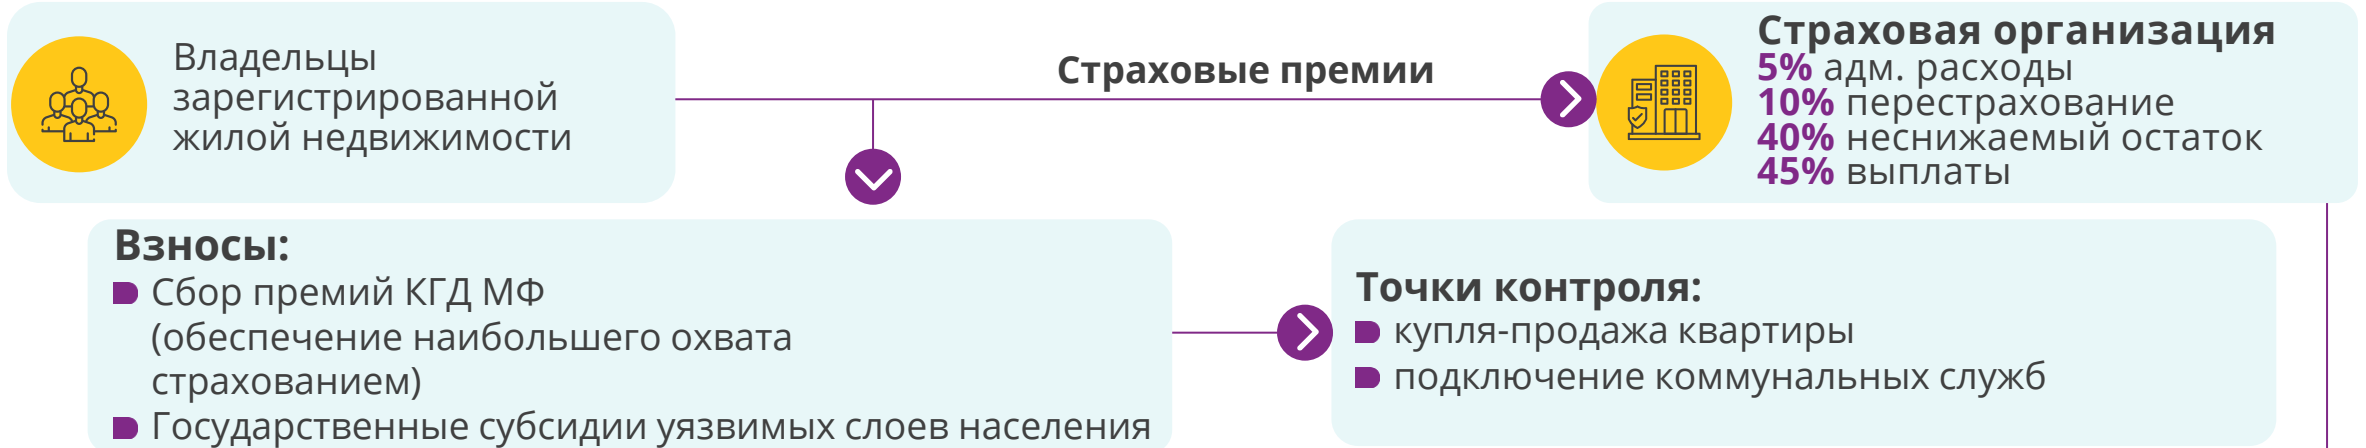 Владельцы
зарегистрированной
жилой недвижимости
Страховые премии
Страховая организация
5% адм. расходы
10% перестрахование
40% неснижаемый остаток
45% выплаты
Взносы:
Сбор премий КГД МФ
(обеспечение наибольшего охвата
страхованием)
Государственные субсидии уязвимых слоев населения
Точки контроля:
купля-продажа квартиры
подключение коммунальных служб